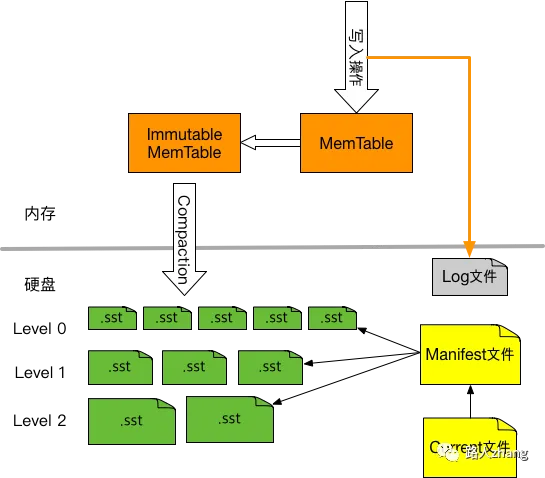 写入操作
Immutable
MemTable
MemTable
内存
Compaction
硬盘
Log文件
Level 0
.sst
.sst
.sst
.sst
.sst
Manifest文件
Level 1
.sst
.sst
.sst
Level 2
.sst
.sst
Current文件
路人zhang